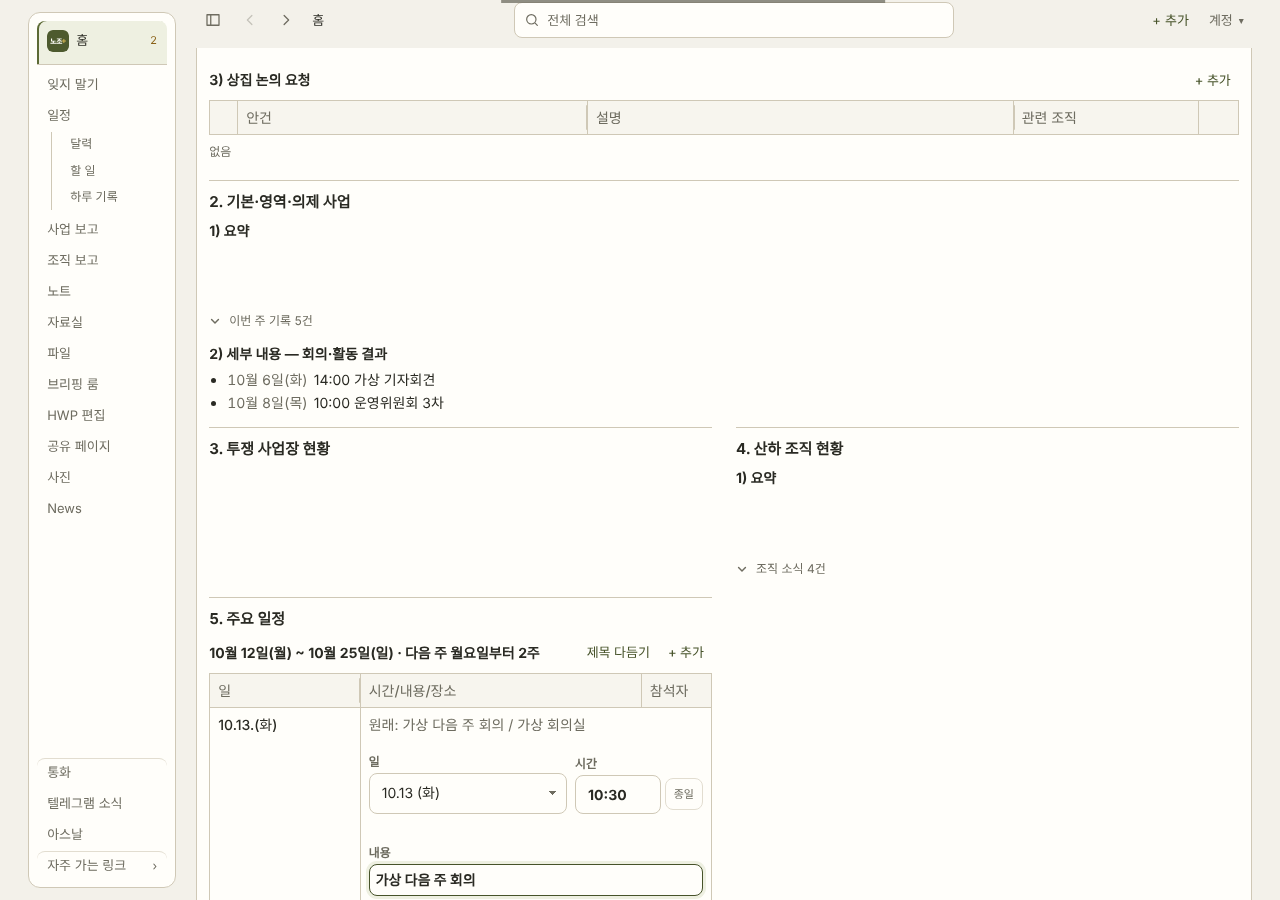 노조+ 홈 2
잊지 말기
일정
달력
할 일
하루 기록
사업 보고
조직 보고
노트
자료실
파일
브리핑 룸
HWP 편집
공유 페이지
사진
News
통화
텔레그램 소식
아스날
자주 가는 링크 ›
홈
전체 검색
+ 추가 계정 ▾
3) 상집 논의 요청 + 추가
안건 설명 관련 조직
없음
2. 기본·영역·의제 사업
1) 요약
이번 주 기록 5건
2) 세부 내용 — 회의·활동 결과
• 10월 6일(화) 14:00 가상 기자회견
• 10월 8일(목) 10:00 운영위원회 3차
3. 투쟁 사업장 현황
4. 산하 조직 현황
1) 요약
조직 소식 4건
5. 주요 일정
10월 12일(월) ~ 10월 25일(일) · 다음 주 월요일부터 2주 제목 다듬기 + 추가
일 시간/내용/장소 참석자
10.13.(화) 원래: 가상 다음 주 회의 / 가상 회의실
일 시간
10.13 (화) 10:30 종일
내용
가상 다음 주 회의